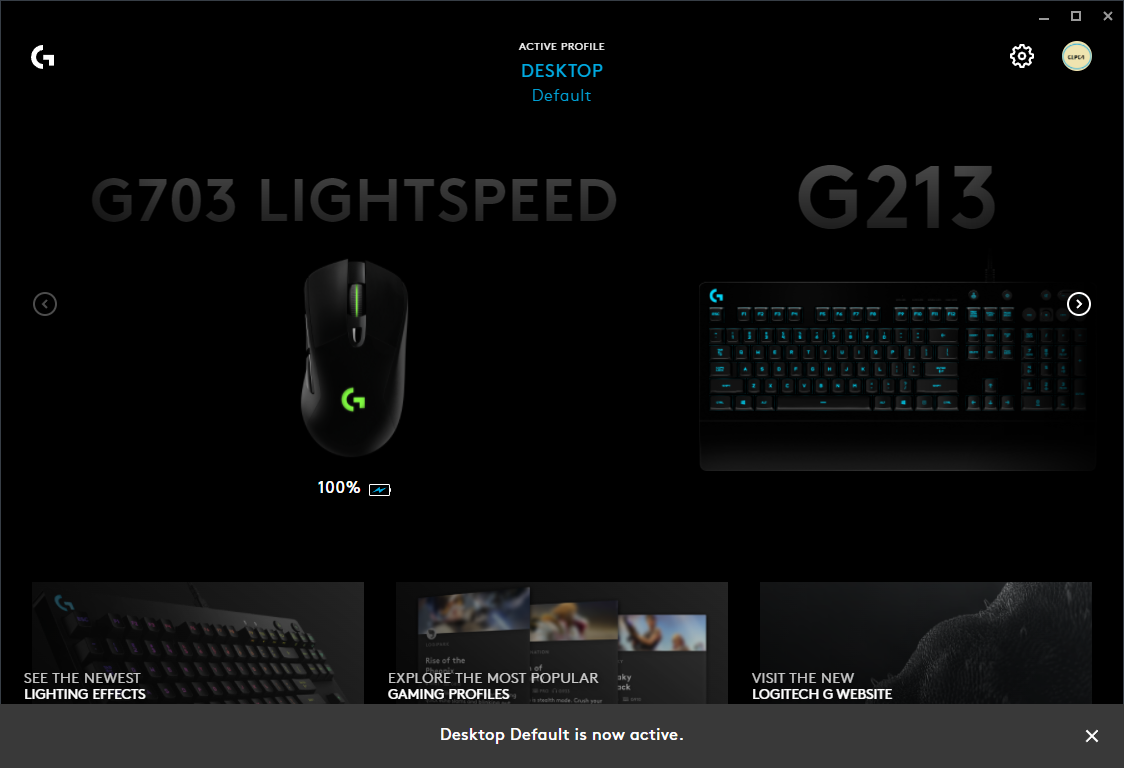 ACTIVE PROFILE
DESKTOP
Default
G703 LIGHTSPEED
G213
100%
SEE THE NEWEST
LIGHTING EFFECTS
Rise of the
Phoenix
EXPLORE THE MOST POPULAR
GAMING PROFILES
VISIT THE NEW
LOGITECH G WEBSITE
Desktop Default is now active.